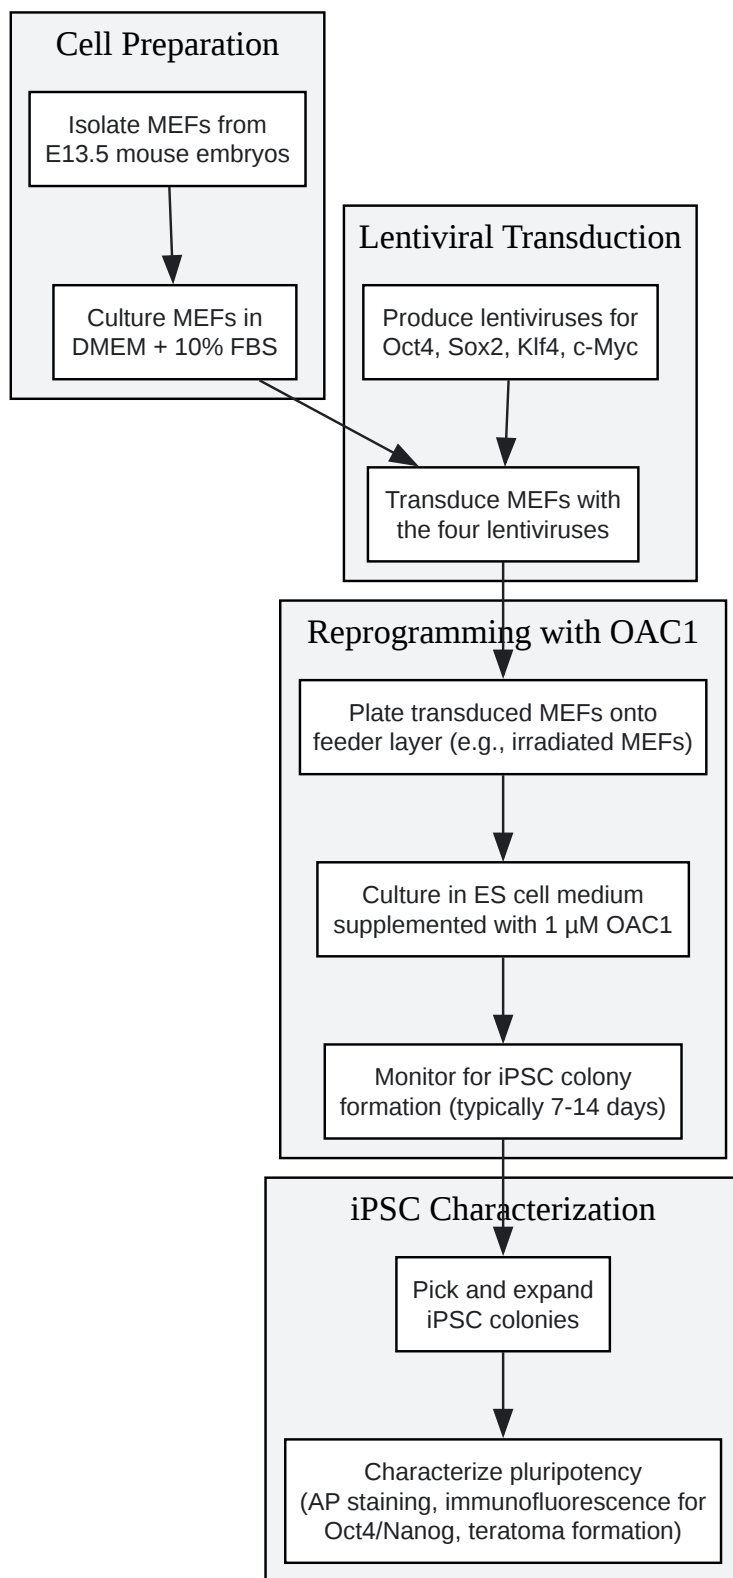 Cell Preparation
Isolate MEFs from
E13.5 mouse embryos
Culture MEFs in
DMEM + 10% FBS
Lentiviral Transduction
Produce lentiviruses for
Oct4, Sox2, Klf4, c-Myc
Transduce MEFs with
the four lentiviruses
Reprogramming with OAC1
Plate transduced MEFs onto
feeder layer (e.g., irradiated MEFs)
Culture in ES cell medium
supplemented with 1 µM OAC1
Monitor for iPSC colony
formation (typically 7-14 days)
iPSC Characterization
Pick and expand
iPSC colonies
Characterize pluripotency
(AP staining, immunofluorescence for
Oct4/Nanog, teratoma formation)